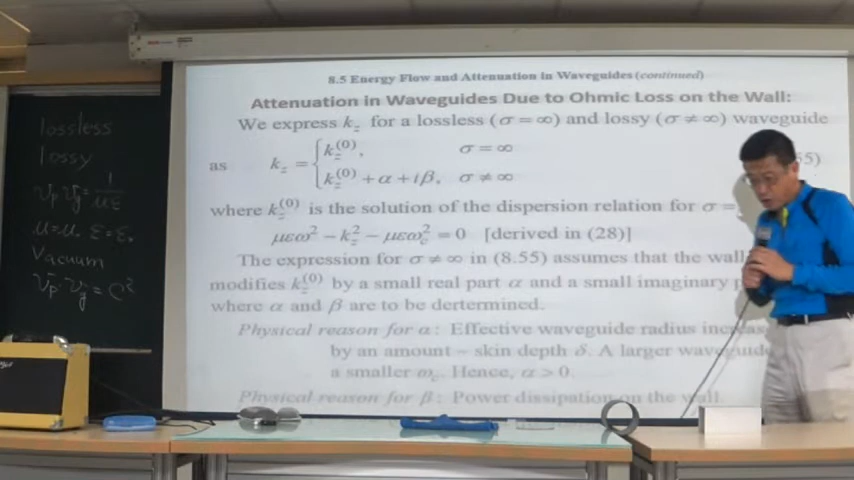 lossless
lossy
v_p v_g = 1/με
μ=μ₀ ε=ε₀
Vacuum
v_p · v_g = c²
8.5 Energy Flow and Attenuation in Waveguides (continued)
Attenuation in Waveguides Due to Ohmic Loss on the Wall:
We express k_z for a lossless (σ = ∞) and lossy (σ ≠ ∞) waveguide
as k_z = { k_z^(0), σ = ∞
k_z^(0) + α + iβ, σ ≠ ∞ 55)
where k_z^(0) is the solution of the dispersion relation for σ =
μεω² − k_z² − μεω_c² = 0 [derived in (28)]
The expression for σ ≠ ∞ in (8.55) assumes that the wall
modifies k_z^(0) by a small real part α and a small imaginary
where α and β are to be dertermined.
Physical reason for α: Effective waveguide radius increas
by an amount ~ skin depth δ. A larger waveguid
a smaller ω_c. Hence, α > 0.
Physical reason for β: Power dissipation on the wall.